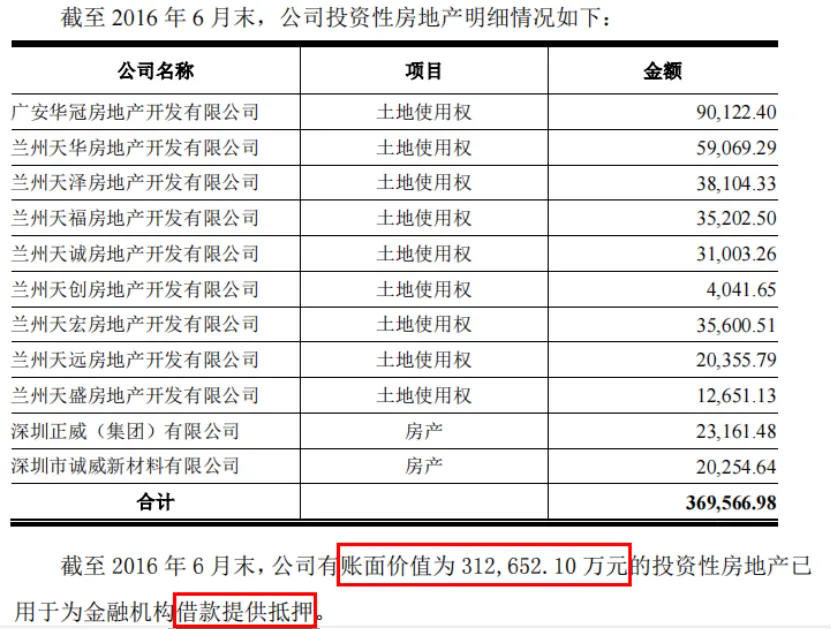 截至 2016 年 6 月末，公司投资性房地产明细情况如下：
公司名称 项目 金额
广安华冠房地产开发有限公司 土地使用权 90,122.40
兰州天华房地产开发有限公司 土地使用权 59,069.29
兰州天泽房地产开发有限公司 土地使用权 38,104.33
兰州天福房地产开发有限公司 土地使用权 35,202.50
兰州天诚房地产开发有限公司 土地使用权 31,003.26
兰州天创房地产开发有限公司 土地使用权 4,041.65
兰州天宏房地产开发有限公司 土地使用权 35,600.51
兰州天远房地产开发有限公司 土地使用权 20,355.79
兰州天盛房地产开发有限公司 土地使用权 12,651.13
深圳正威（集团）有限公司 房产 23,161.48
深圳市诚威新材料有限公司 房产 20,254.64
合计 369,566.98
截至 2016 年 6 月末，公司有账面价值为 312,652.10 万元的投资性房地产已
用于为金融机构借款提供抵押。